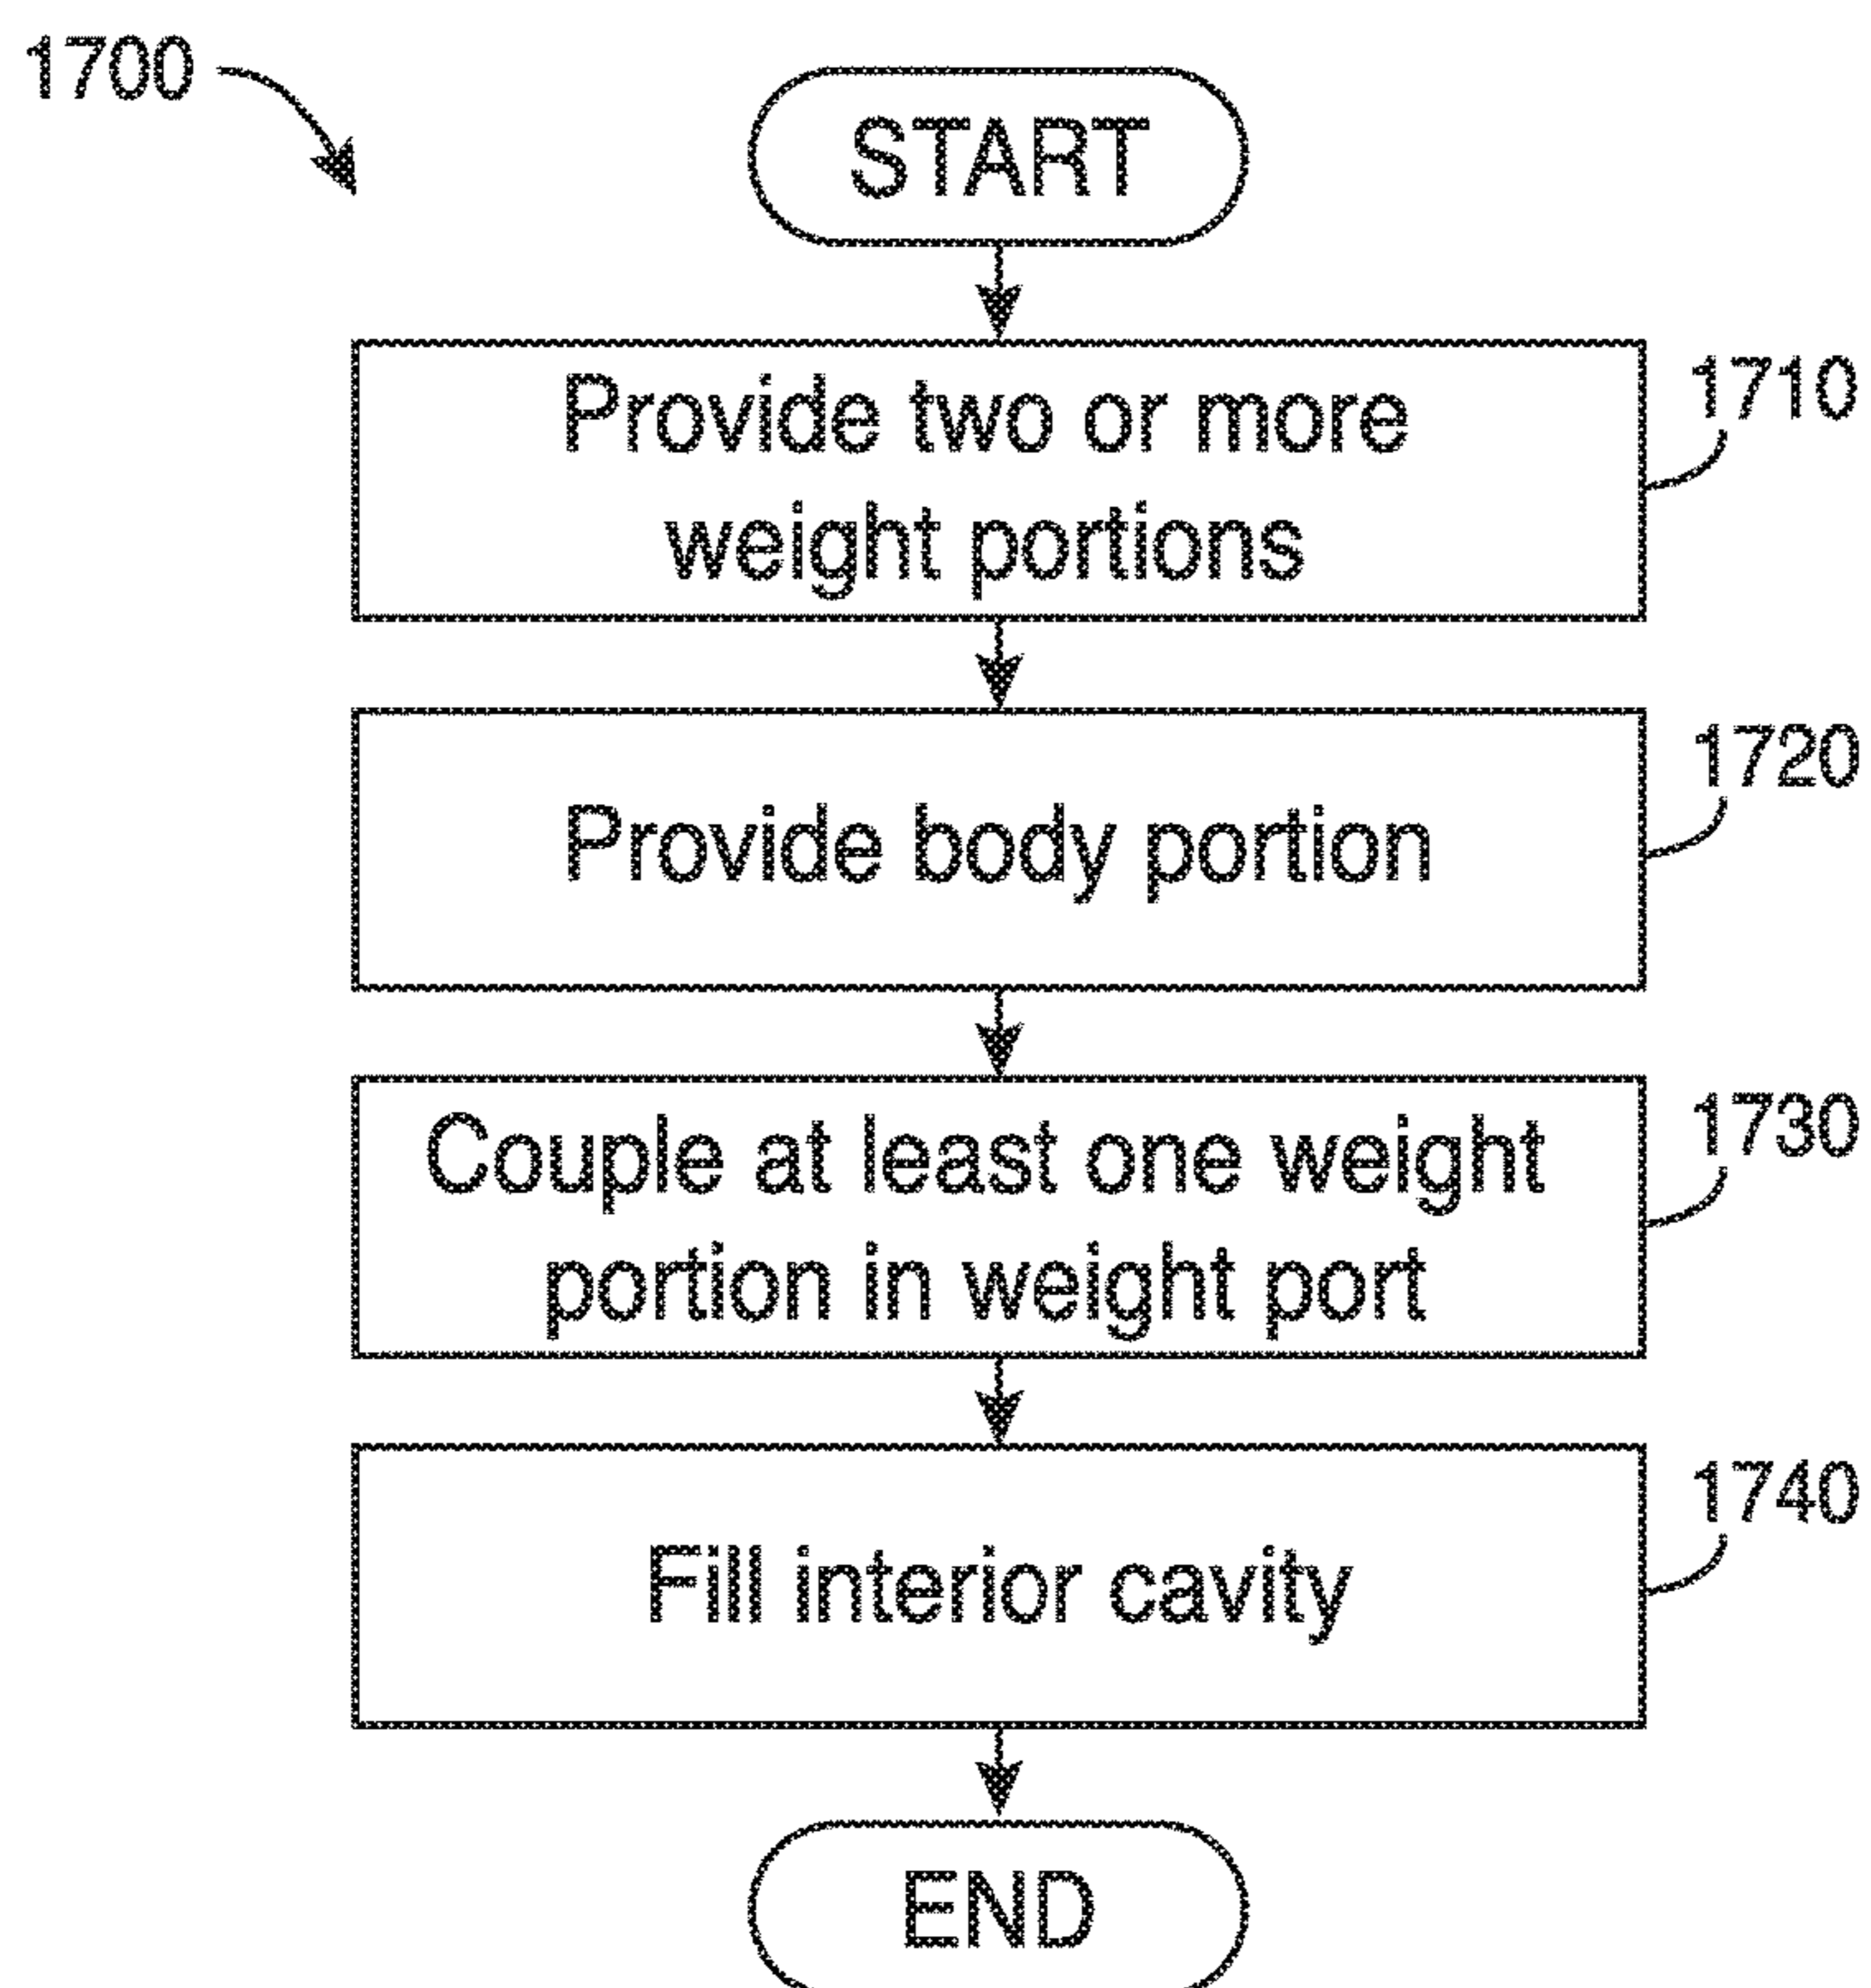 1700
START
Provide two or more
weight portions
1710
Provide body portion
1720
Couple at least one weight
portion in weight port
1730
Fill interior cavity
1740
END